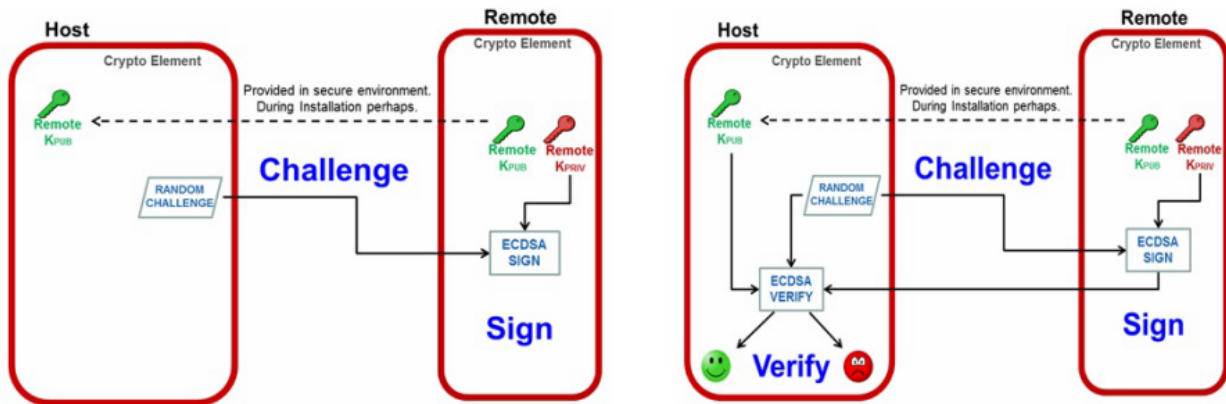 Host
Crypto Element
Remote
Crypto Element
Provided in secure environment.
During Installation perhaps.
Remote
KPUB
Remote
KPUB
Remote
KPRIV
Challenge
RANDOM
CHALLENGE
ECDSA
SIGN
Sign
Host
Crypto Element
Remote
Crypto Element
Provided in secure environment.
During Installation perhaps.
Remote
KPUB
Remote
KPUB
Remote
KPRIV
Challenge
RANDOM
CHALLENGE
ECDSA
SIGN
ECDSA
VERIFY
Sign
Verify